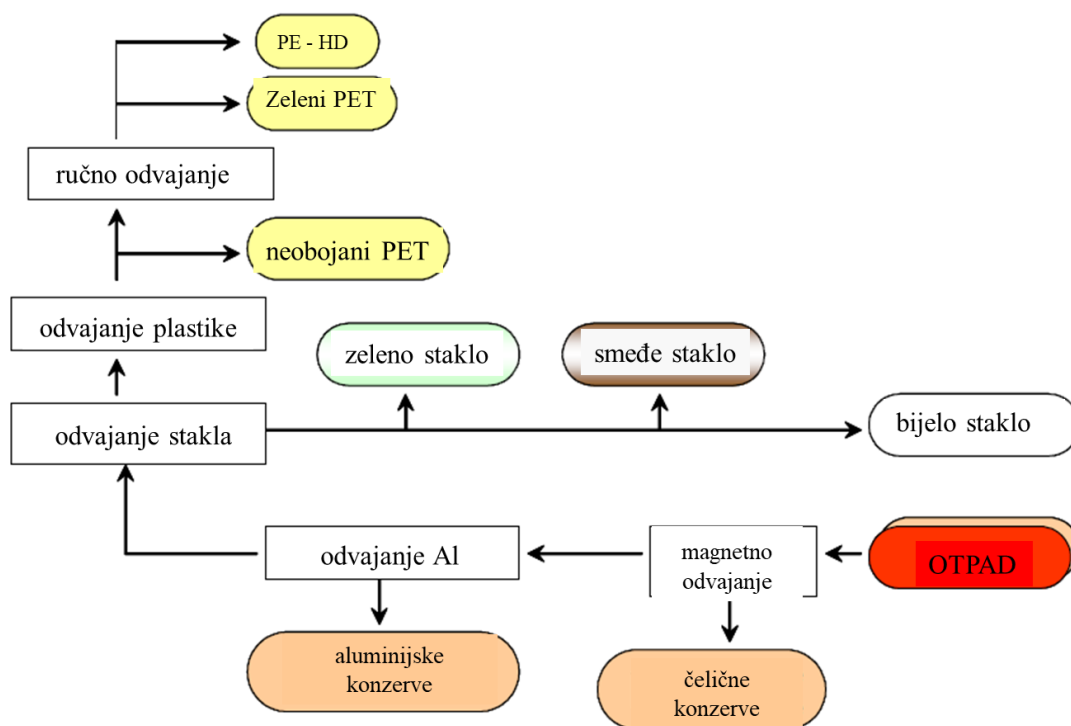 PE - HD
Zeleni PET
ručno odvajanje
neobojani PET
odvajanje plastike
zeleno staklo
smeđe staklo
odvajanje stakla
bijelo staklo
odvajanje Al
magnetno
odvajanje
OTPAD
aluminijske
konzerve
čelične
konzerve